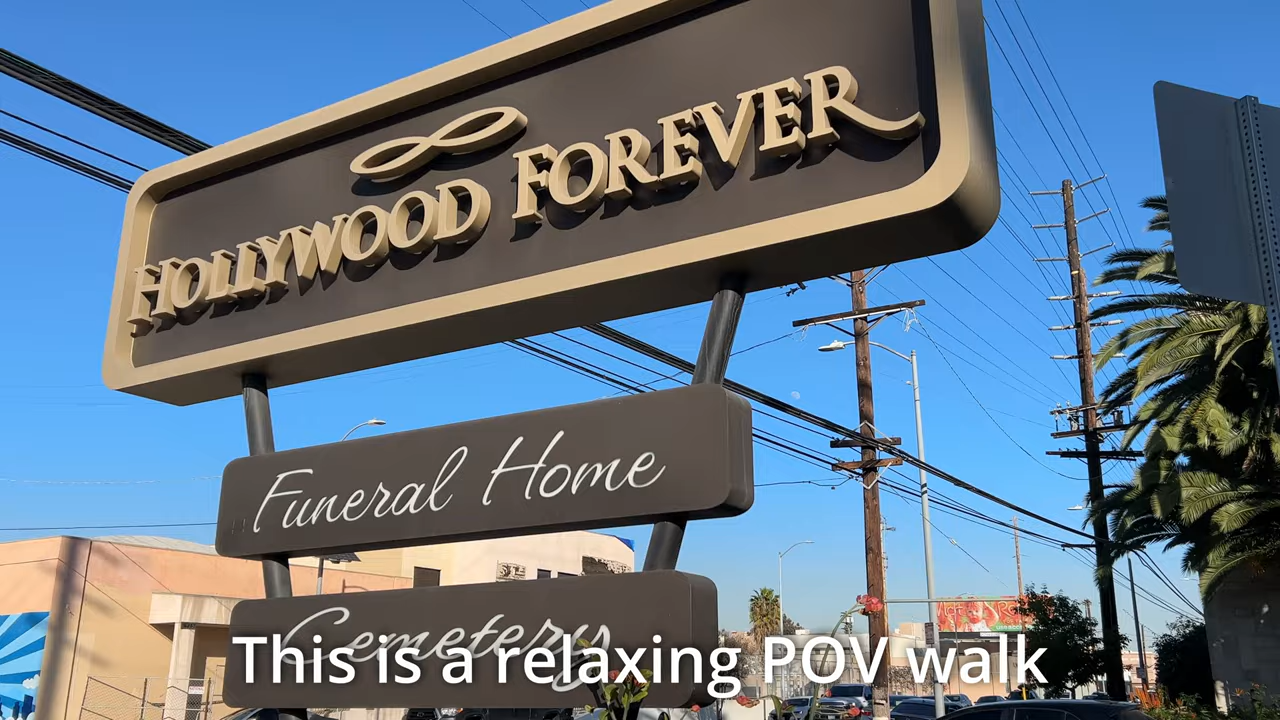 HOLLYWOOD FOREVER
Funeral Home
Cemetery
This is a relaxing POV walk